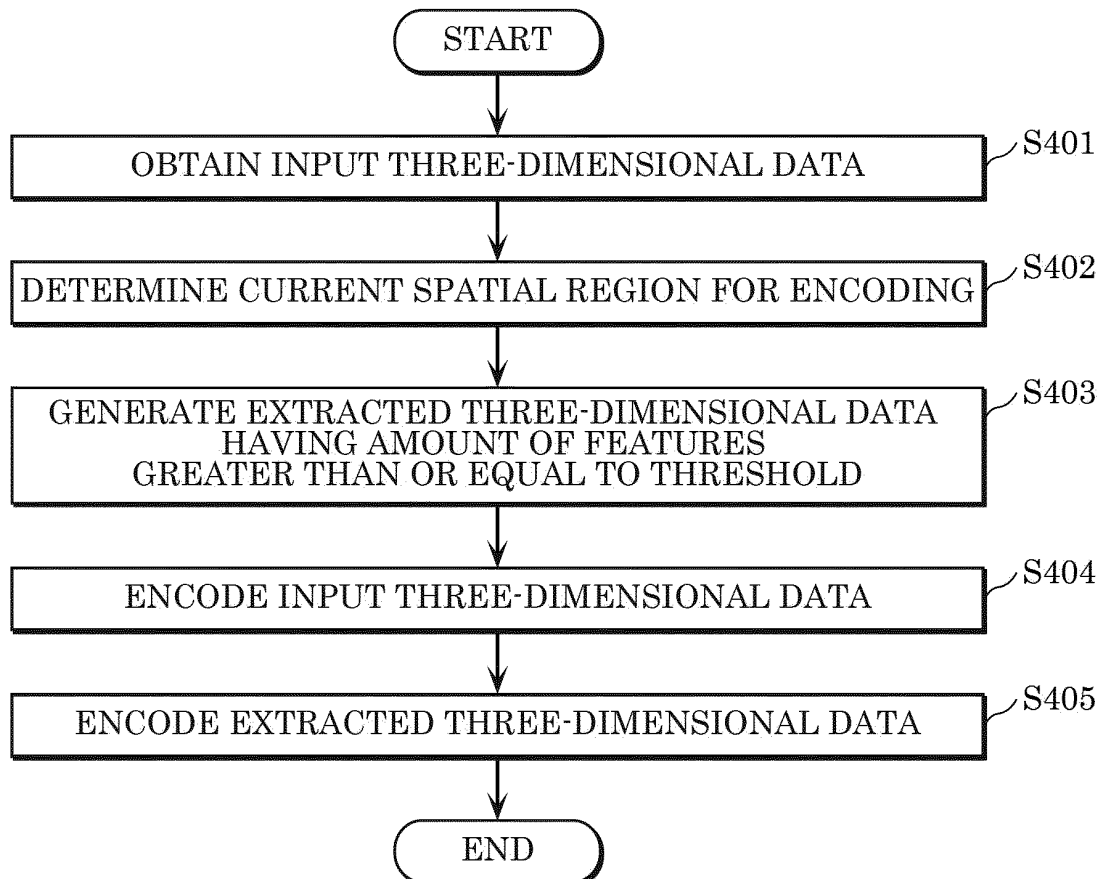 START
OBTAIN INPUT THREE-DIMENSIONAL DATA
S401
DETERMINE CURRENT SPATIAL REGION FOR ENCODING
S402
GENERATE EXTRACTED THREE-DIMENSIONAL DATA
HAVING AMOUNT OF FEATURES
GREATER THAN OR EQUAL TO THRESHOLD
S403
ENCODE INPUT THREE-DIMENSIONAL DATA
S404
ENCODE EXTRACTED THREE-DIMENSIONAL DATA
S405
END